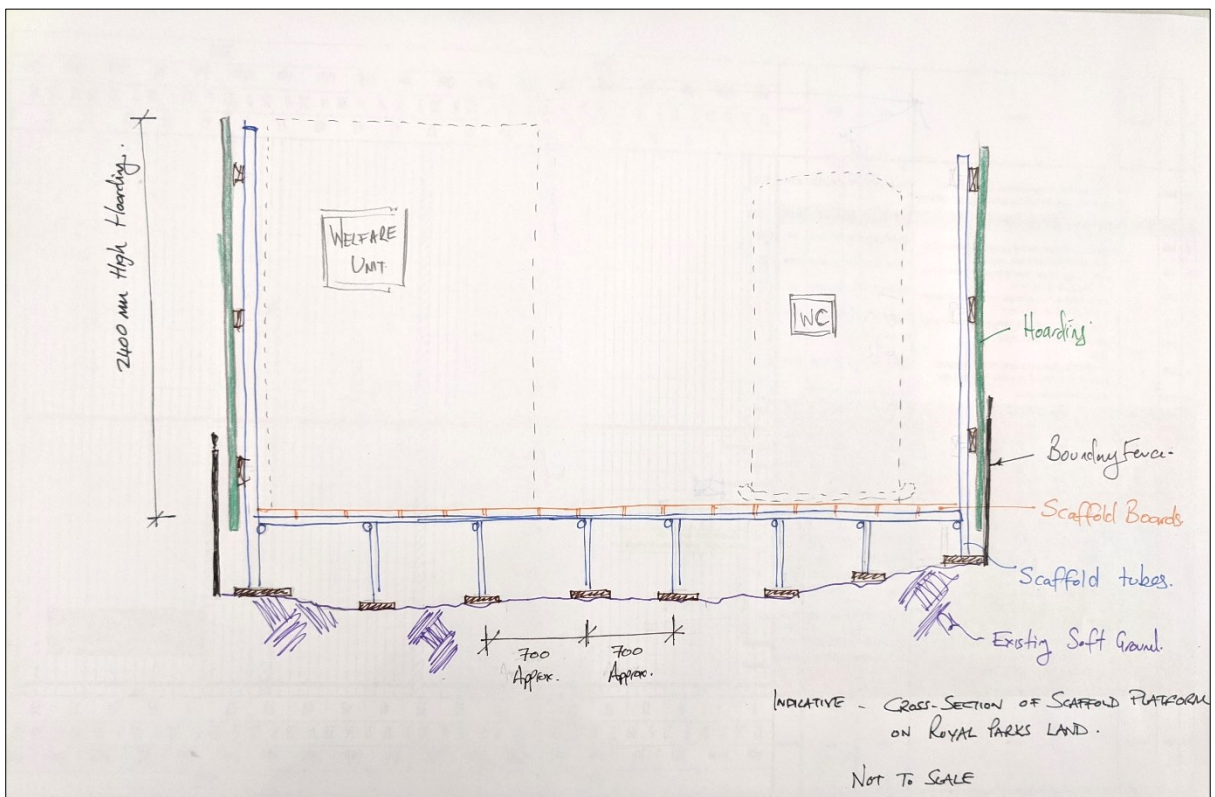 2400 mm High Hoarding.
WELFARE
UNIT.
WC
Hoarding
Boundary Fence.
Scaffold Boards
Scaffold tubes.
Existing Soft Ground.
700
Approx.
700
Approx.
INDICATIVE - CROSS-SECTION OF SCAFFOLD PLATFORM
ON ROYAL PARKS LAND.
NOT TO SCALE